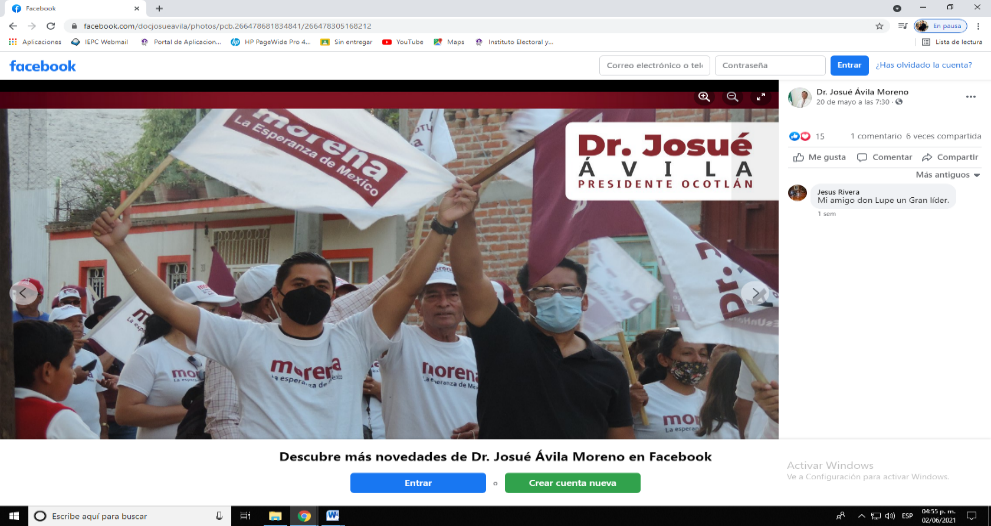 Facebook
facebook.com/docjosueavila/photos/pcb.266478681834841/266478305168212
En pausa
Aplicaciones
IEPC Webmail
Portal de Aplicacion...
HP PageWide Pro 4...
Sin entregar
YouTube
Maps
Instituto Electoral y...
Lista de lectura
facebook
Correo electrónico o telé
Contraseña
Entrar
¿Has olvidado la cuenta?
morena
La Esperanza de Mexico
Dr. Josué
ÁVILA
PRESIDENTE OCOTLÁN
morena
La esperanza de
morena
La esperanza de Mexico
morena
Dr. Josué Ávila Moreno
20 de mayo a las 7:30 ·
15
1 comentario 6 veces compartida
Me gusta
Comentar
Compartir
Más antiguos
Jesus Rivera
Mi amigo don Lupe un Gran líder.
1 sem
Descubre más novedades de Dr. Josué Ávila Moreno en Facebook
Entrar
o
Crear cuenta nueva
Activar Windows
Ve a Configuración para activar Windows.
Escribe aquí para buscar
ESP
04:55 p. m.
02/06/2021